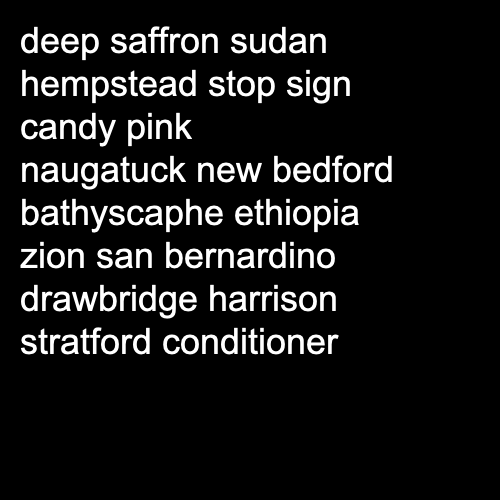 deep saffron sudan
hempstead stop sign
candy pink
naugatuck new bedford
bathyscaphe ethiopia
zion san bernardino
drawbridge harrison
stratford conditioner